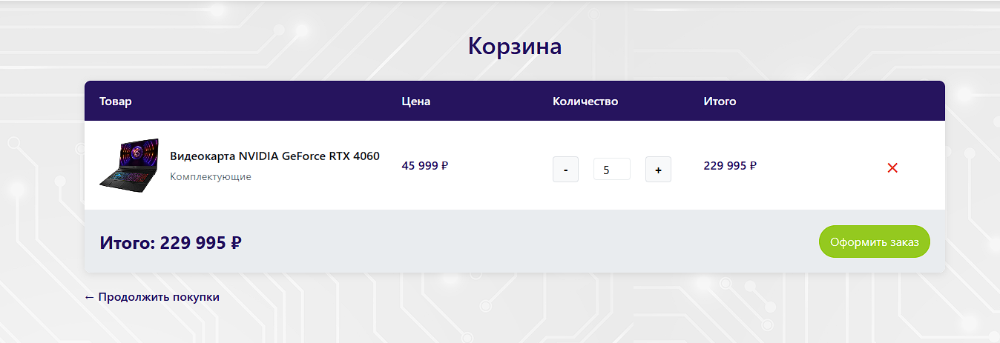 Корзина
Товар Цена Количество Итого
Видеокарта NVIDIA GeForce RTX 4060
Комплектующие
45 999 ₽
- 5 +
229 995 ₽
×
Итого: 229 995 ₽
Оформить заказ
← Продолжить покупки